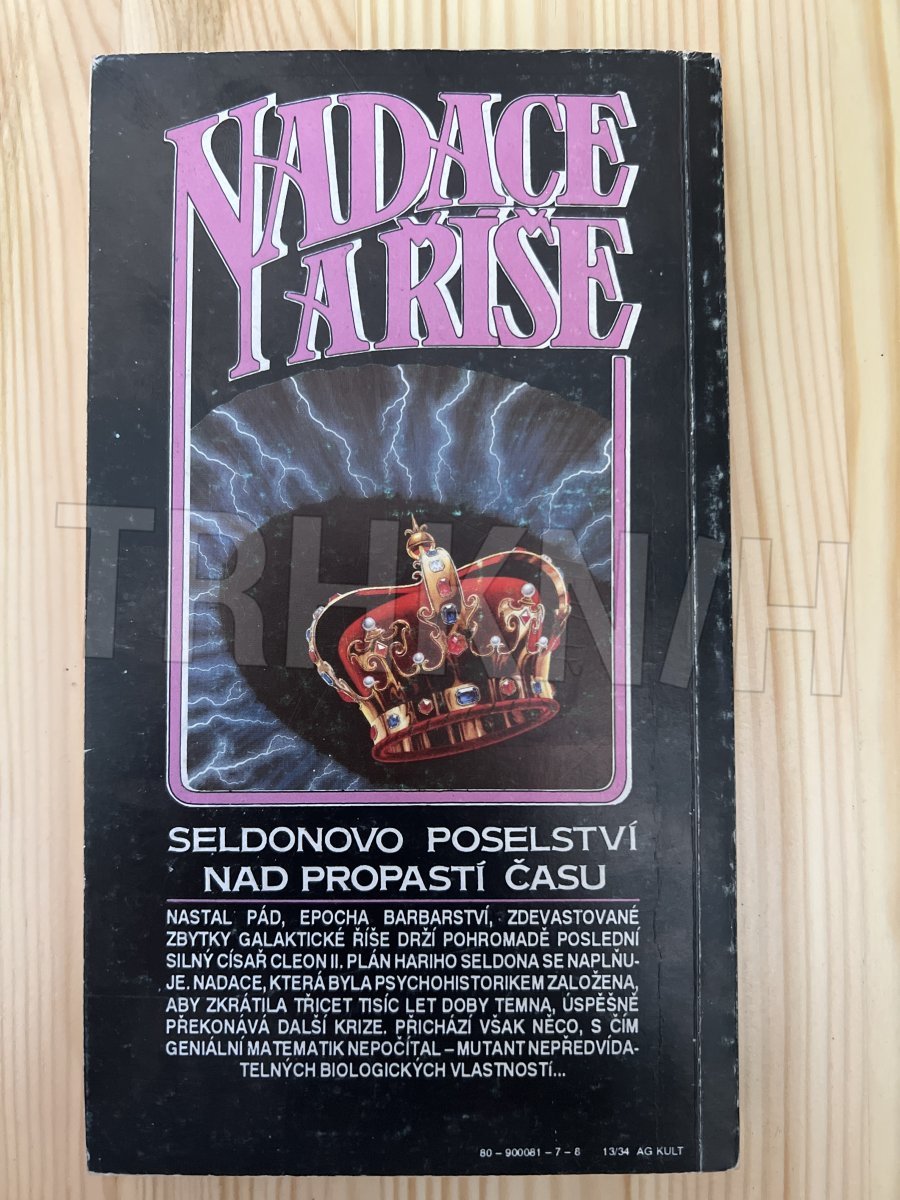 NADACE
A ŘÍŠE
TRHKNIH
SELDONOVO POSELSTVÍ
NAD PROPASTÍ ČASU
NASTAL PÁD, EPOCHA BARBARSTVÍ, ZDEVASTOVANÉ
ZBYTKY GALAKTICKÉ ŘÍŠE DRŽÍ POHROMADĚ POSLEDNÍ
SILNÝ CÍSAŘ CLEON II. PLÁN HARIHO SELDONA SE NAPLŇU-
JE. NADACE, KTERÁ BYLA PSYCHOHISTORIKEM ZALOŽENA,
ABY ZKRÁTILA TŘICET TISÍC LET DOBY TEMNA, ÚSPĚŠNĚ
PŘEKONÁVÁ DALŠÍ KRIZE. PŘICHÁZÍ VŠAK NĚCO, S ČÍM
GENIÁLNÍ MATEMATIK NEPOČÍTAL – MUTANT NEPŘEDVÍDA-
TELNÝCH BIOLOGICKÝCH VLASTNOSTÍ...
80 – 900081 – 7 – 8 13/34 AG KULT